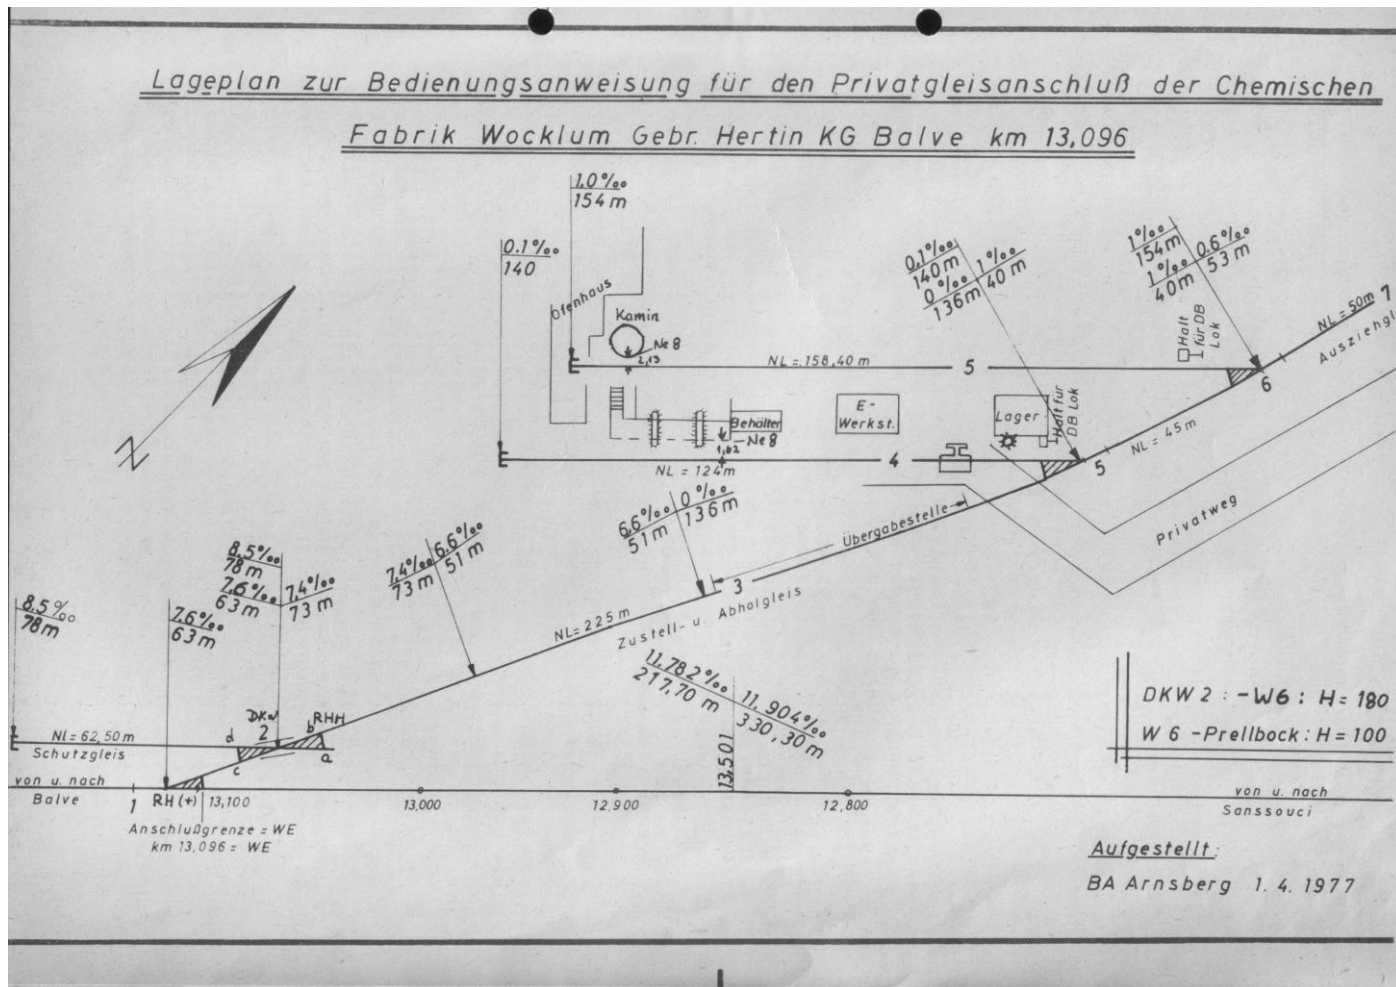 Lageplan zur Bedienungsanweisung für den Privatgleisanschluß der Chemischen
Fabrik Wocklum Gebr. Hertin KG Balve km 13,096
1,0‰
154 m
0.1‰
140
Ofenhaus
Kamin
Ne 8
2,13
NL = 158,40 m
5
0,1‰
140 m
0‰
136 m
1‰
40 m
1‰
154 m
1‰
40 m
0.6‰
53 m
Halt
für DB
Lok
NL = 50m
7
Ausziehgl
6
Behälter
Ne 8
1,62
E-
Werkst.
Lager
Halt für
DB Lok
NL = 124m
4
5
NL = 45m
Privatweg
N
6,6‰
51 m
0‰
136 m
Übergabestelle
3
7,4‰
73 m
6.6‰
51 m
8,5‰
78 m
7,6‰
63 m
7,4‰
73 m
8,5‰
78m
7.6‰
63 m
NL = 225 m
Zustell- u. Abholgleis
11,782‰
217,70 m
11,904‰
330,30 m
13,501
DKW 2 : - W6 : H = 180
W 6 - Prellbock : H = 100
DKW
2
b
RHH
d
c
a
NL = 62,50m
Schutzgleis
von u. nach
Balve
1
RH (+)
13,100
13,000
12,900
12,800
von u. nach
Sanssouci
Anschlußgrenze = WE
km 13,096 = WE
Aufgestellt:
BA Arnsberg 1. 4. 1977